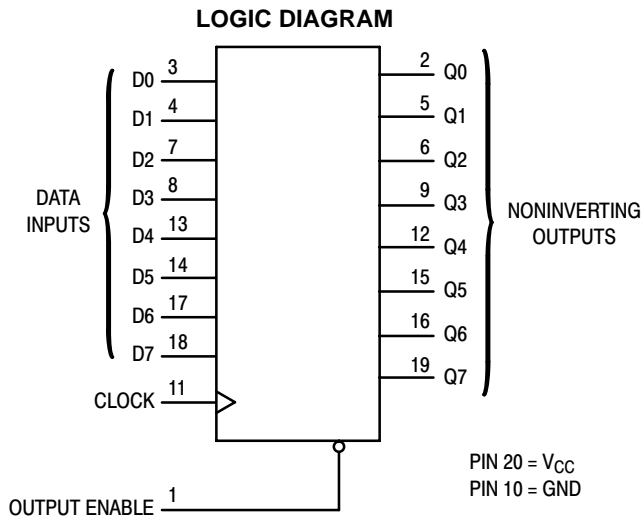 LOGIC DIAGRAM
D0 3
D1 4
D2 7
D3 8
D4 13
D5 14
D6 17
D7 18
DATA
INPUTS
CLOCK 11
OUTPUT ENABLE 1
2 Q0
5 Q1
6 Q2
9 Q3
12 Q4
15 Q5
16 Q6
19 Q7
NONINVERTING
OUTPUTS
PIN 20 = VCC
PIN 10 = GND